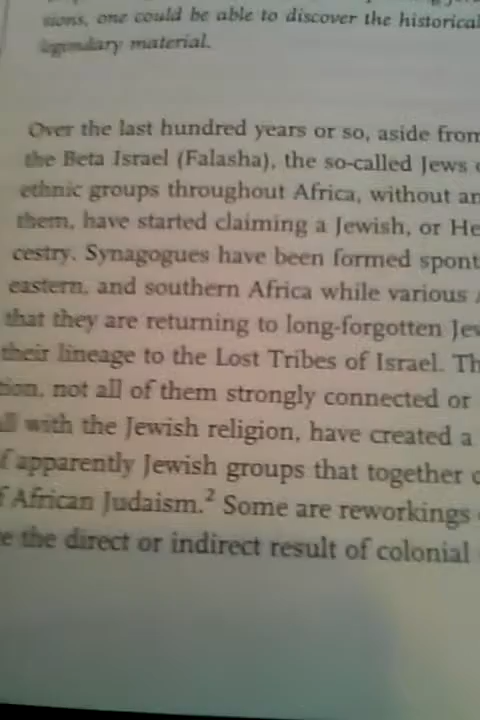 sions, one could be able to discover the historical
legendary material.
Over the last hundred years or so, aside from
the Beta Israel (Falasha), the so-called Jews
ethnic groups throughout Africa, without an
them, have started claiming a Jewish, or He
cestry. Synagogues have been formed spont
eastern, and southern Africa while various
that they are returning to long-forgotten Jew
their lineage to the Lost Tribes of Israel. Th
tion, not all of them strongly connected or
ll with the Jewish religion, have created a
f apparently Jewish groups that together
f African Judaism.² Some are reworkings
e the direct or indirect result of colonial